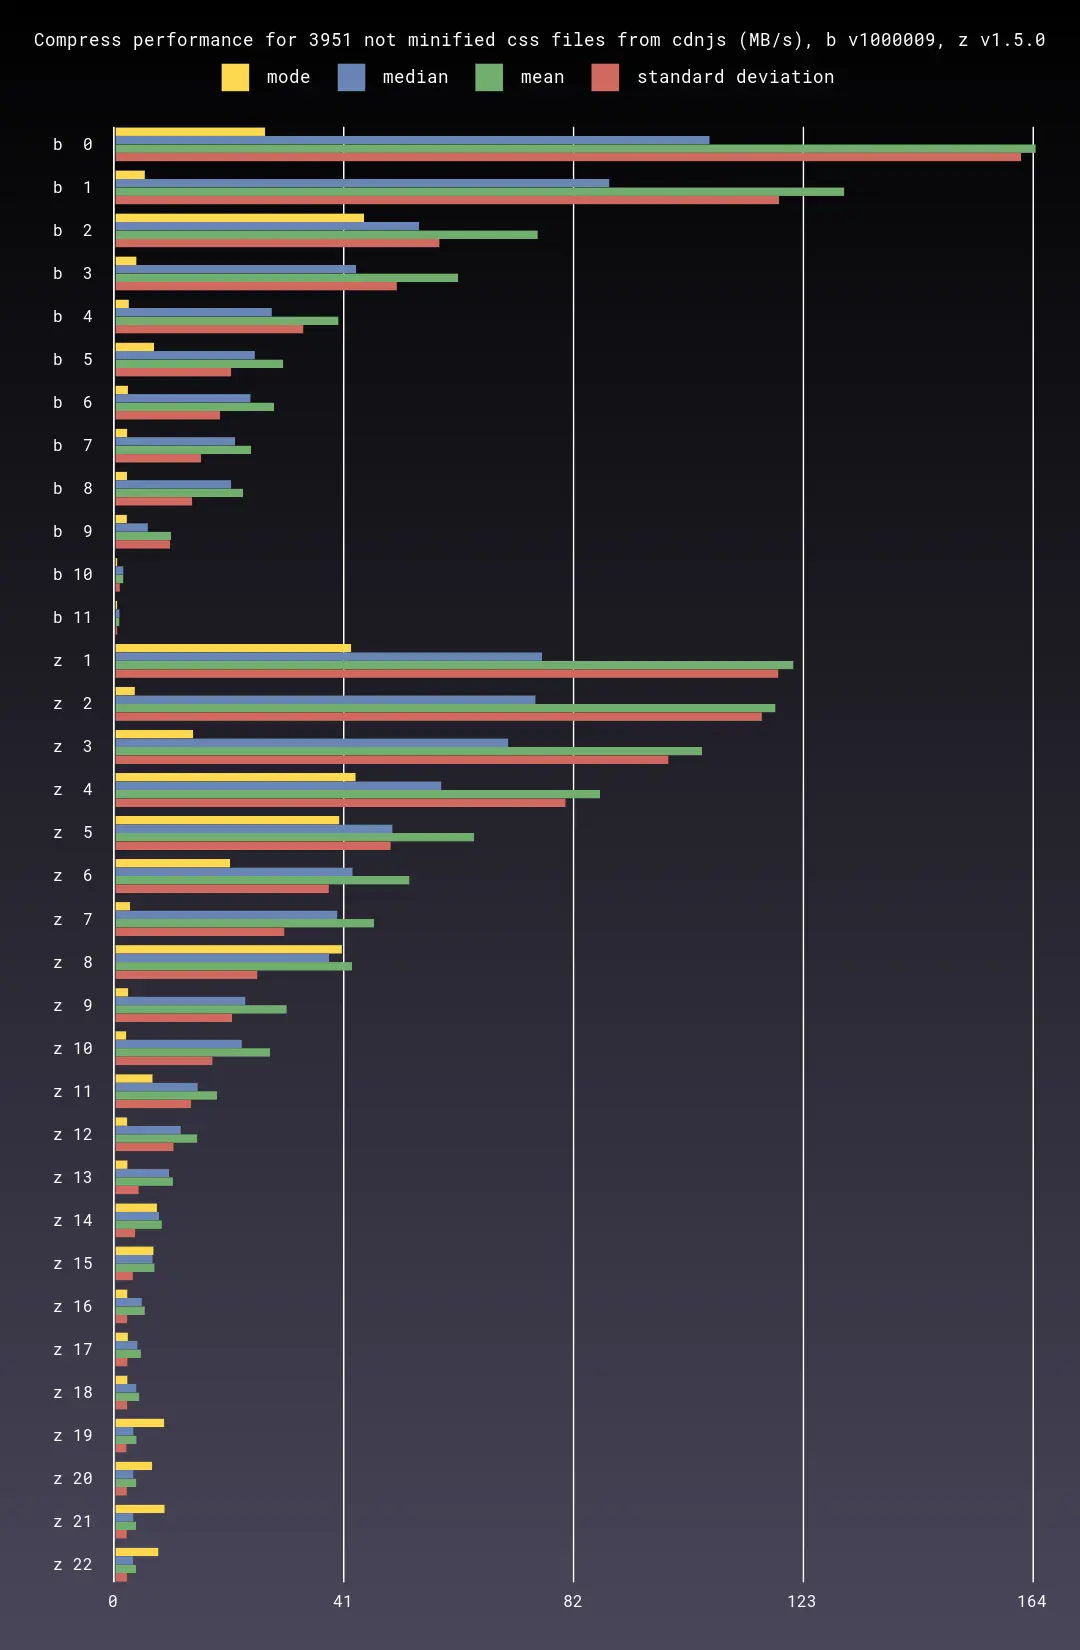 Compress performance for 3951 not minified css files from cdnjs (MB/s), b v1000009, z v1.5.0
mode median mean standard deviation
b 0
b 1
b 2
b 3
b 4
b 5
b 6
b 7
b 8
b 9
b 10
b 11
z 1
z 2
z 3
z 4
z 5
z 6
z 7
z 8
z 9
z 10
z 11
z 12
z 13
z 14
z 15
z 16
z 17
z 18
z 19
z 20
z 21
z 22
0 41 82 123 164